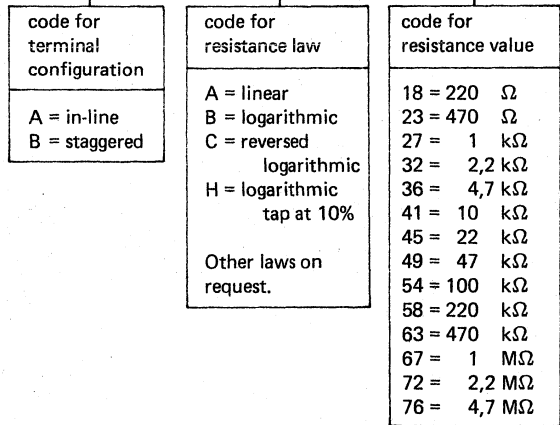 code for
terminal
configuration
A = in-line
B = staggered
code for
resistance law
A = linear
B = logarithmic
C = reversed
logarithmic
H = logarithmic
tap at 10%
Other laws on
request.
code for
resistance value
18 = 220 Ω
23 = 470 Ω
27 = 1 kΩ
32 = 2,2 kΩ
36 = 4,7 kΩ
41 = 10 kΩ
45 = 22 kΩ
49 = 47 kΩ
54 = 100 kΩ
58 = 220 kΩ
63 = 470 kΩ
67 = 1 MΩ
72 = 2,2 MΩ
76 = 4,7 MΩ